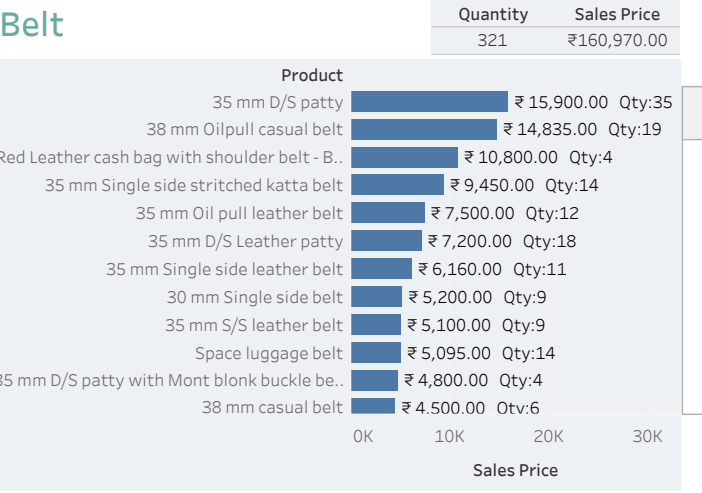 Belt
Quantity Sales Price
321 ₹160,970.00
Product
35 mm D/S patty ₹ 15,900.00 Qty:35
38 mm Oilpull casual belt ₹ 14,835.00 Qty:19
Red Leather cash bag with shoulder belt - B.. ₹ 10,800.00 Qty:4
35 mm Single side stritched katta belt ₹ 9,450.00 Qty:14
35 mm Oil pull leather belt ₹ 7,500.00 Qty:12
35 mm D/S Leather patty ₹ 7,200.00 Qty:18
35 mm Single side leather belt ₹ 6,160.00 Qty:11
30 mm Single side belt ₹ 5,200.00 Qty:9
35 mm S/S leather belt ₹ 5,100.00 Qty:9
Space luggage belt ₹ 5,095.00 Qty:14
35 mm D/S patty with Mont blonk buckle be.. ₹ 4,800.00 Qty:4
38 mm casual belt ₹ 4,500.00 Qty:6
0K 10K 20K 30K
Sales Price